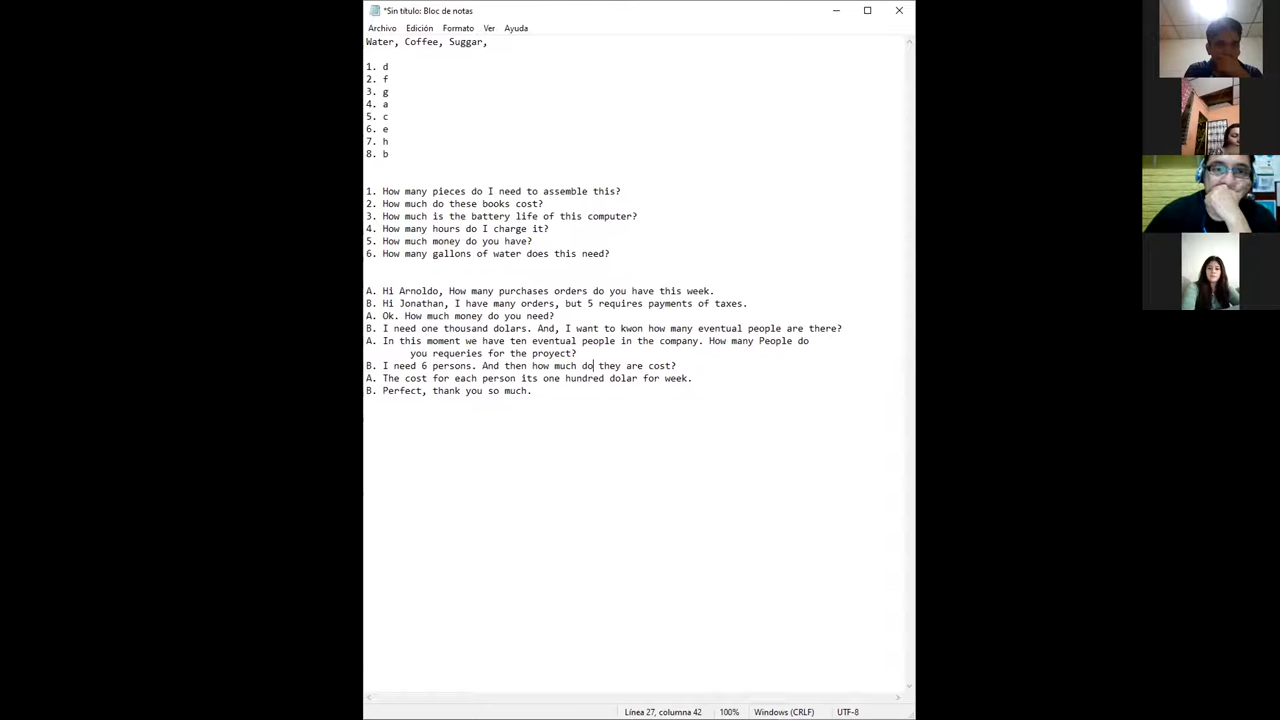 *Sin título: Bloc de notas
Archivo Edición Formato Ver Ayuda
Water, Coffee, Suggar,
1. d
2. f
3. g
4. a
5. c
6. e
7. h
8. b
1. How many pieces do I need to assemble this?
2. How much do these books cost?
3. How much is the battery life of this computer?
4. How many hours do I charge it?
5. How much money do you have?
6. How many gallons of water does this need?
A. Hi Arnoldo, How many purchases orders do you have this week.
B. Hi Jonathan, I have many orders, but 5 requires payments of taxes.
A. Ok. How much money do you need?
B. I need one thousand dolars. And, I want to kwon how many eventual people are there?
A. In this moment we have ten eventual people in the company. How many People do
you requeries for the proyect?
B. I need 6 persons. And then how much do they are cost?
A. The cost for each person its one hundred dolar for week.
B. Perfect, thank you so much.
Línea 27, columna 42 100% Windows (CRLF) UTF-8